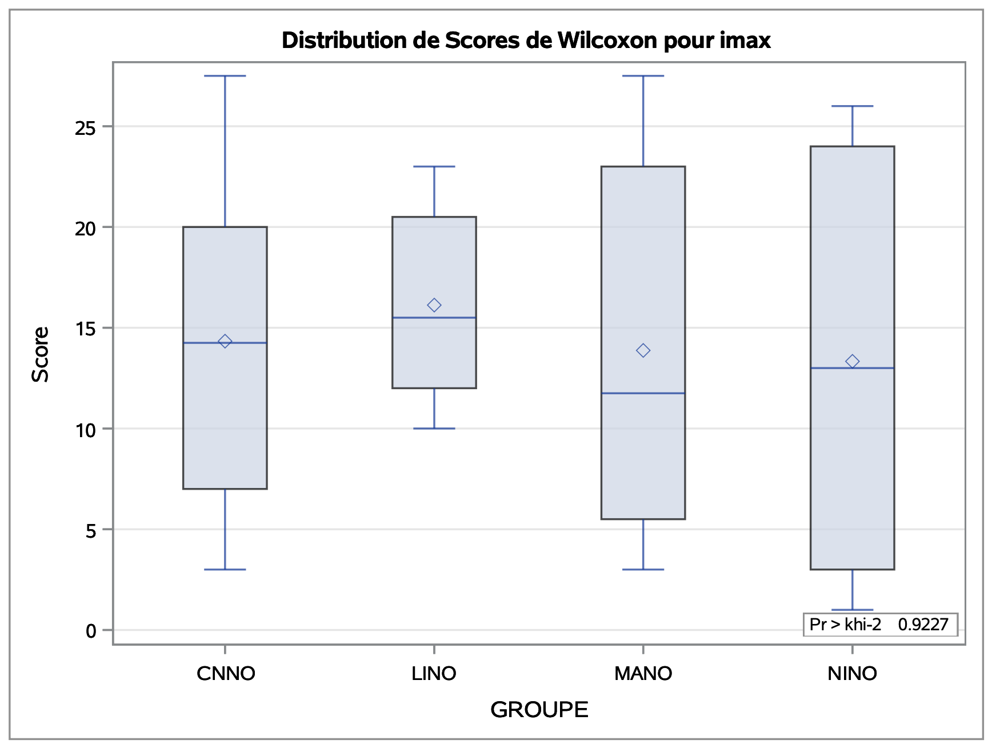 Distribution de Scores de Wilcoxon pour imax
25
20
15
10
5
0
Score
Pr > khi-2 0.9227
CNNO LINO MANO NINO
GROUPE